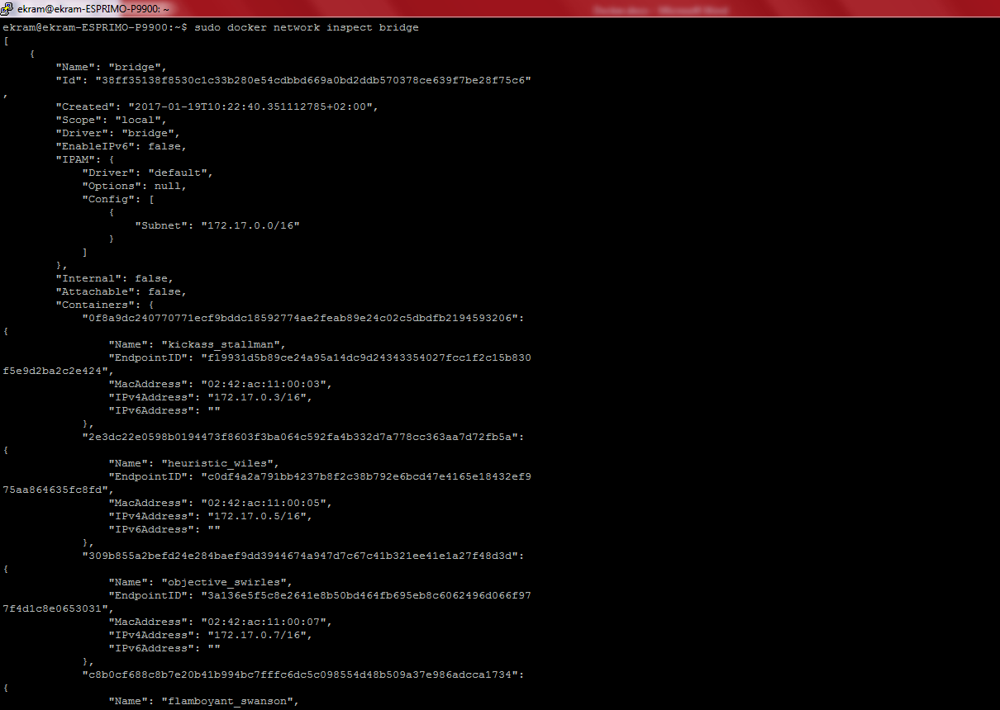 ekram@ekram-ESPRIMO-P9900: ~
ekram@ekram-ESPRIMO-P9900:~$ sudo docker network inspect bridge
[
    {
        "Name": "bridge",
        "Id": "38ff35138f8530c1c33b280e54cdbbd669a0bd2ddb570378ce639f7be28f75c6"
,
        "Created": "2017-01-19T10:22:40.351112785+02:00",
        "Scope": "local",
        "Driver": "bridge",
        "EnableIPv6": false,
        "IPAM": {
            "Driver": "default",
            "Options": null,
            "Config": [
                {
                    "Subnet": "172.17.0.0/16"
                }
            ]
        },
        "Internal": false,
        "Attachable": false,
        "Containers": {
            "0f8a9dc240770771ecf9bddc18592774ae2feab89e24c02c5dbdfb2194593206":
{
                "Name": "kickass_stallman",
                "EndpointID": "f19931d5b89ce24a95a14dc9d24343354027fcc1f2c15b830
f5e9d2ba2c2e424",
                "MacAddress": "02:42:ac:11:00:03",
                "IPv4Address": "172.17.0.3/16",
                "IPv6Address": ""
            },
            "2e3dc22e0598b0194473f8603f3ba064c592fa4b332d7a778cc363aa7d72fb5a":
{
                "Name": "heuristic_wiles",
                "EndpointID": "c0df4a2a791bb4237b8f2c38b792e6bcd47e4165e18432ef9
75aa864635fc8fd",
                "MacAddress": "02:42:ac:11:00:05",
                "IPv4Address": "172.17.0.5/16",
                "IPv6Address": ""
            },
            "309b855a2befd24e284baef9dd3944674a947d7c67c41b321ee41e1a27f48d3d":
{
                "Name": "objective_swirles",
                "EndpointID": "3a136e5f5c8e2641e8b50bd464fb695eb8c6062496d066f97
7f4d1c8e0653031",
                "MacAddress": "02:42:ac:11:00:07",
                "IPv4Address": "172.17.0.7/16",
                "IPv6Address": ""
            },
            "c8b0cf688c8b7e20b41b994bc7fffc6dc5c098554d48b509a37e986adcca1734":
{
                "Name": "flamboyant_swanson",